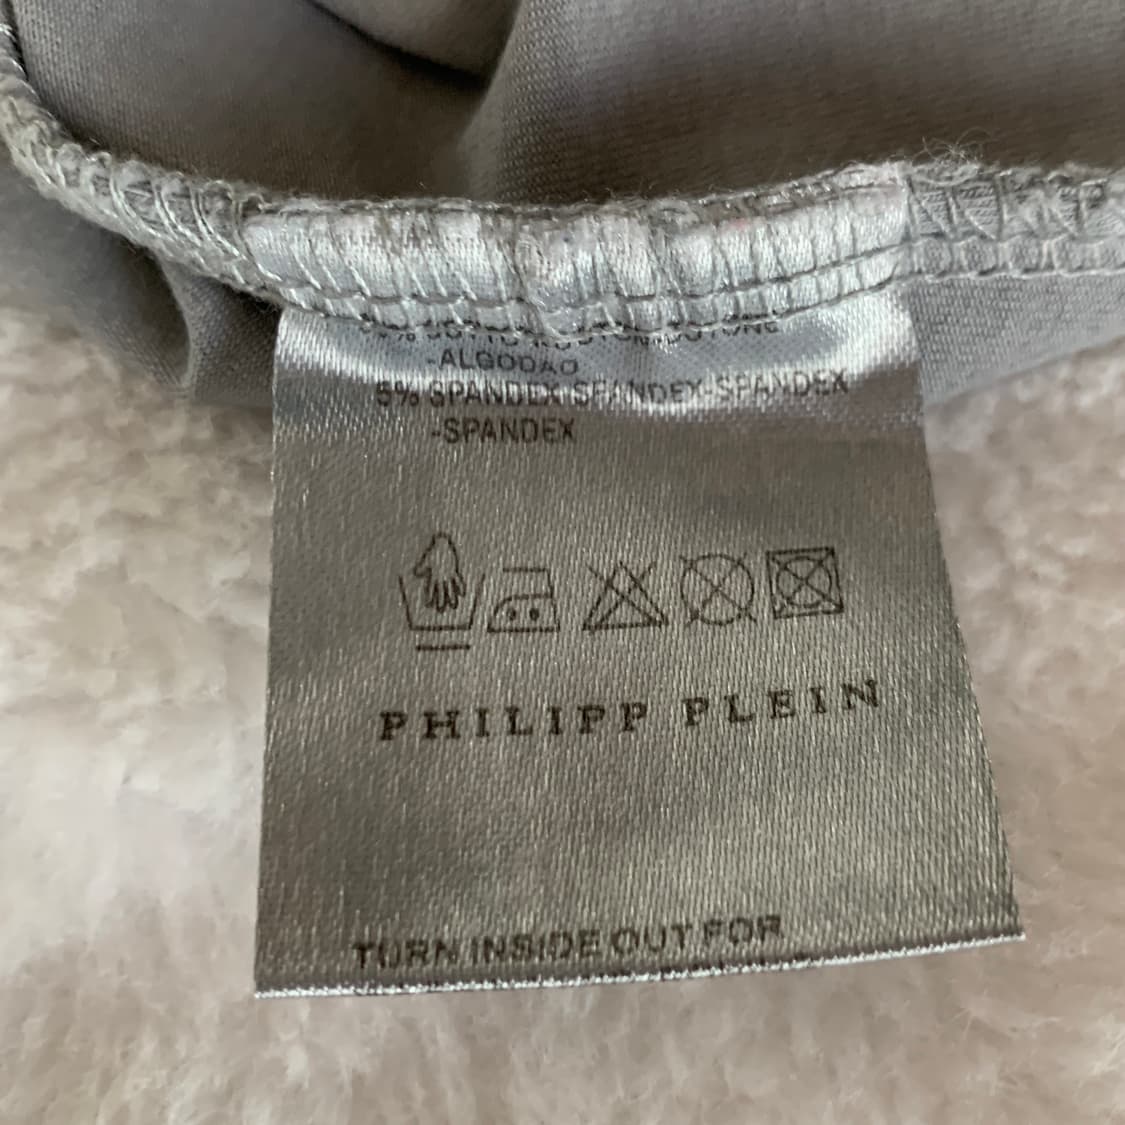 -ALGODAO
5% SPANDEX-SPANDEX-SPANDEX
-SPANDEX
PHILIPP PLEIN
TURN INSIDE OUT FOR